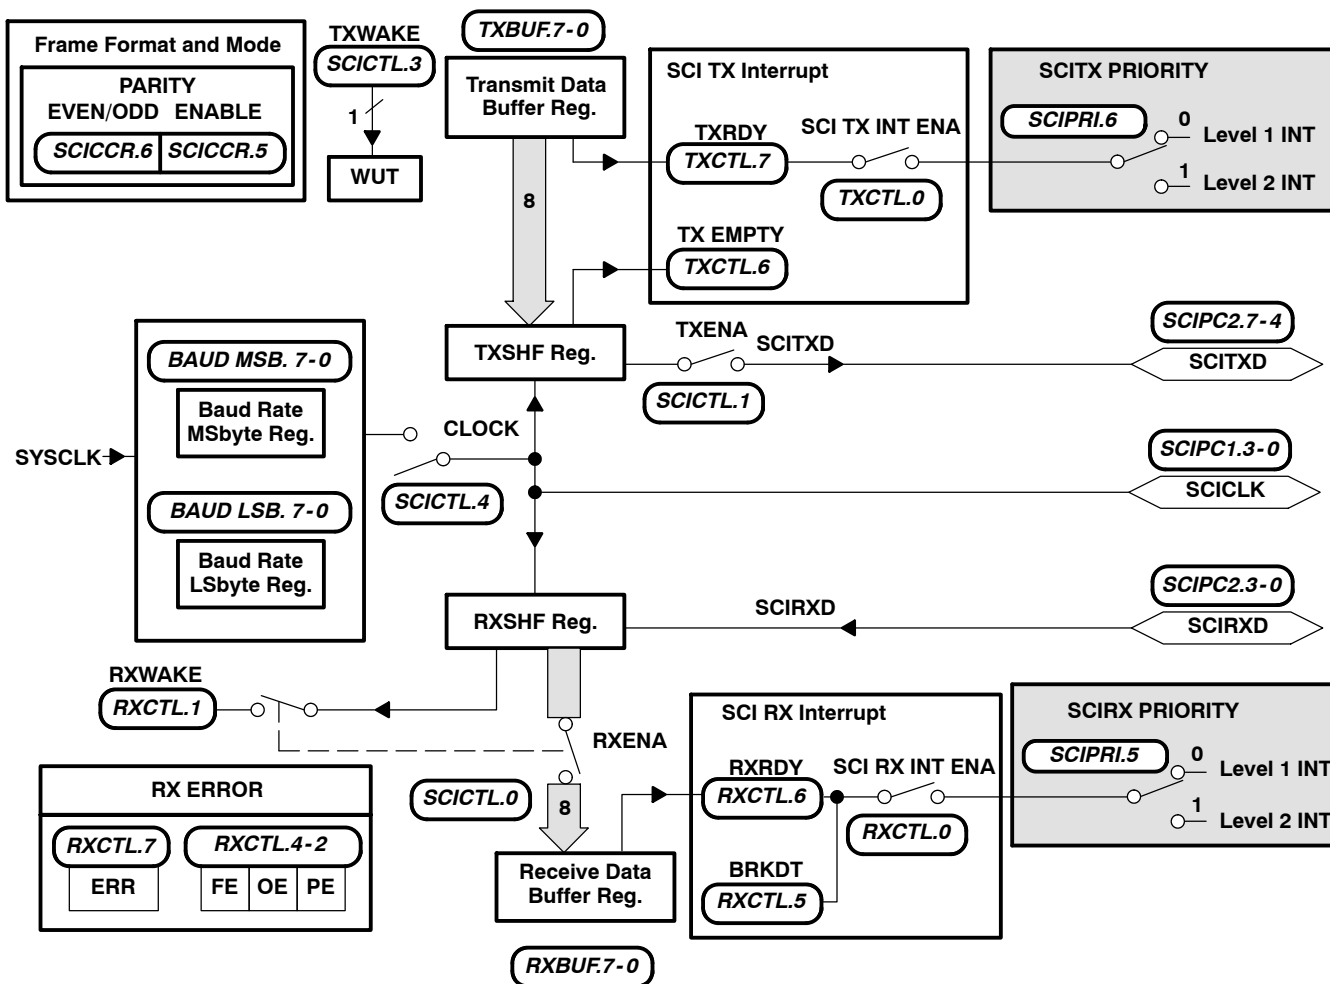 Frame Format and Mode
PARITY
EVEN/ODD ENABLE
SCICCR.6 SCICCR.5
TXWAKE
SCICTL.3
1
WUT
TXBUF.7-0
Transmit Data
Buffer Reg.
8
SCI TX Interrupt
TXRDY
TXCTL.7
SCI TX INT ENA
TXCTL.0
TX EMPTY
TXCTL.6
SCITX PRIORITY
SCIPRI.6
0
Level 1 INT
1
Level 2 INT
TXSHF Reg.
TXENA
SCITXD
SCICTL.1
SCIPC2.7-4
SCITXD
BAUD MSB. 7-0
Baud Rate
MSbyte Reg.
SYSCLK
BAUD LSB. 7-0
Baud Rate
LSbyte Reg.
CLOCK
SCICTL.4
SCIPC1.3-0
SCICLK
RXSHF Reg.
SCIRXD
SCIPC2.3-0
SCIRXD
RXWAKE
RXCTL.1
RXENA
SCICTL.0
8
RX ERROR
RXCTL.7
RXCTL.4-2
ERR
FE OE PE
Receive Data
Buffer Reg.
RXBUF.7-0
SCI RX Interrupt
RXRDY
RXCTL.6
SCI RX INT ENA
RXCTL.0
BRKDT
RXCTL.5
SCIRX PRIORITY
SCIPRI.5
0
Level 1 INT
1
Level 2 INT